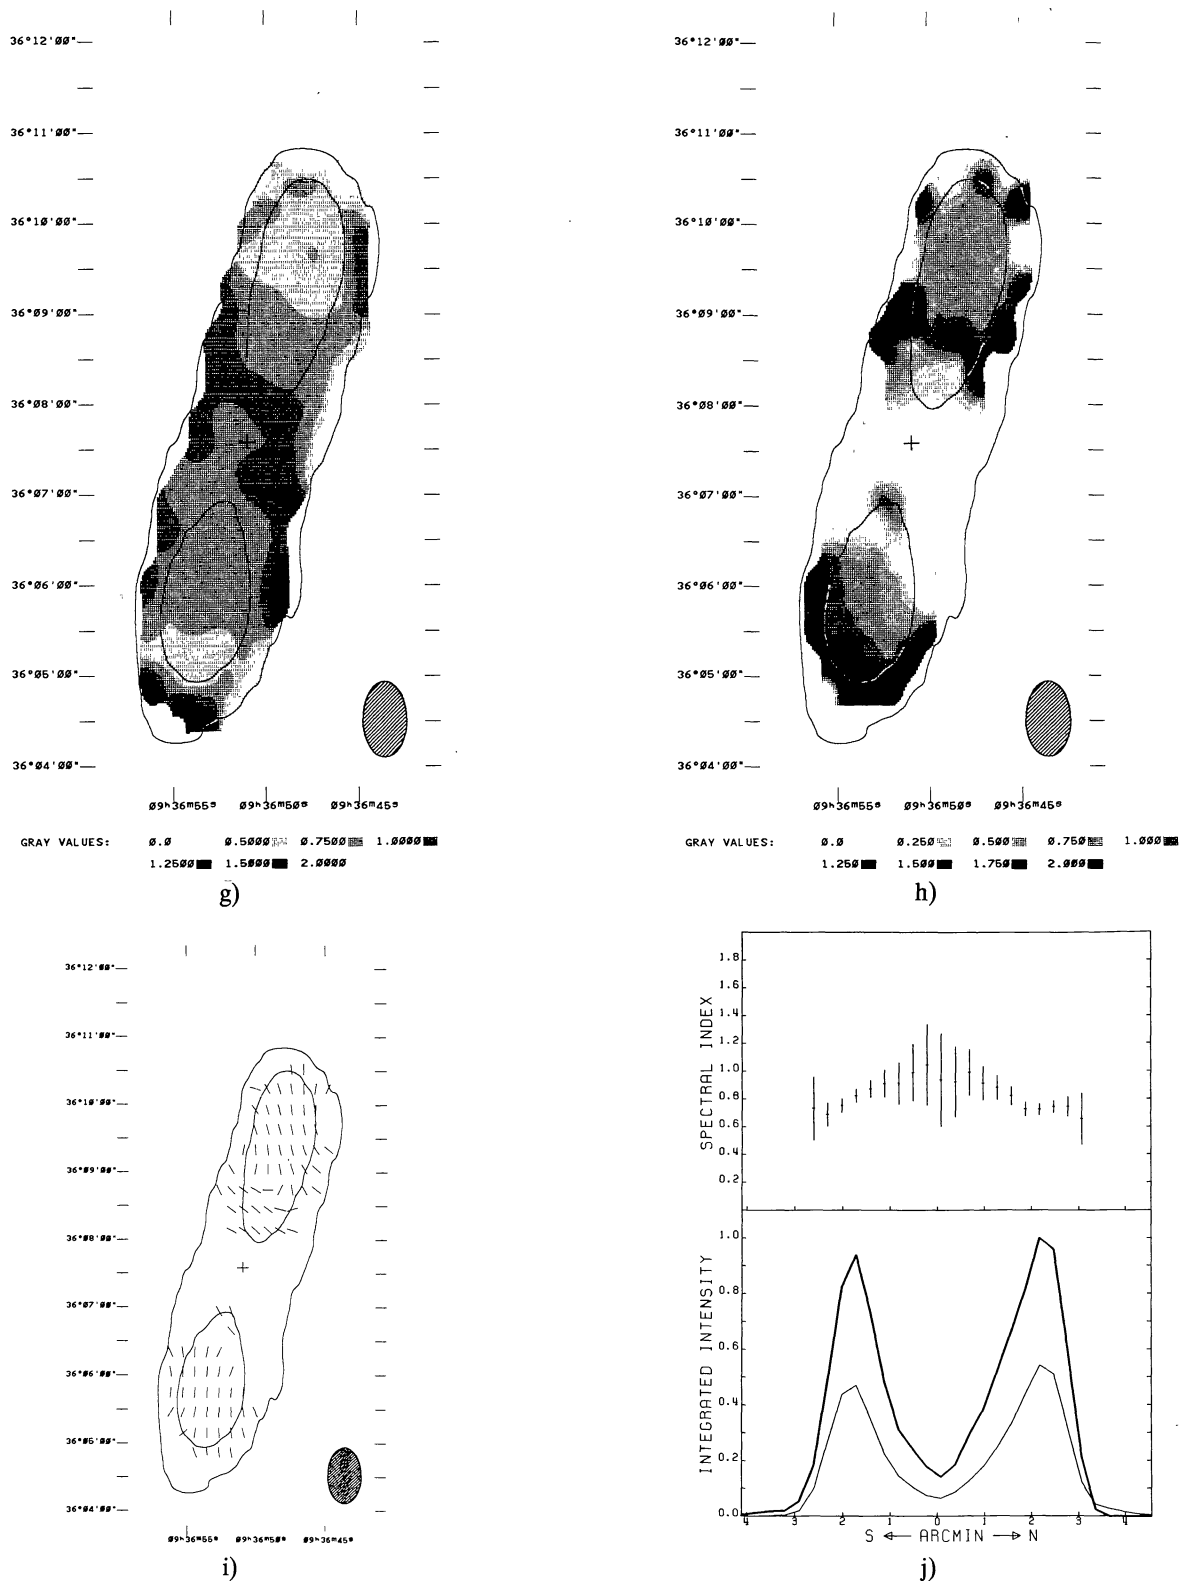 36°12'00"
36°11'00"
36°10'00"
36°09'00"
36°08'00"
36°07'00"
36°06'00"
36°05'00"
36°04'00"
09h36m55s 09h36m50s 09h36m45s
GRAY VALUES: 0.0 0.5000 0.7500 1.0000
1.2500 1.5000 2.0000
g)
36°12'00"
36°11'00"
36°10'00"
36°09'00"
36°08'00"
36°07'00"
36°06'00"
36°05'00"
36°04'00"
09h36m55s 09h36m50s 09h36m45s
GRAY VALUES: 0.0 0.250 0.500 0.750 1.000
1.250 1.500 1.750 2.000
h)
36°12'00"
36°11'00"
36°10'00"
36°09'00"
36°08'00"
36°07'00"
36°06'00"
36°05'00"
36°04'00"
09h36m55s 09h36m50s 09h36m45s
i)
SPECTRAL INDEX
1.8
1.6
1.4
1.2
1.0
0.8
0.6
0.4
0.2
INTEGRATED INTENSITY
1.0
0.8
0.6
0.4
0.2
0.0
4 3 2 1 0 1 2 3 4
S ← ARCMIN → N
j)